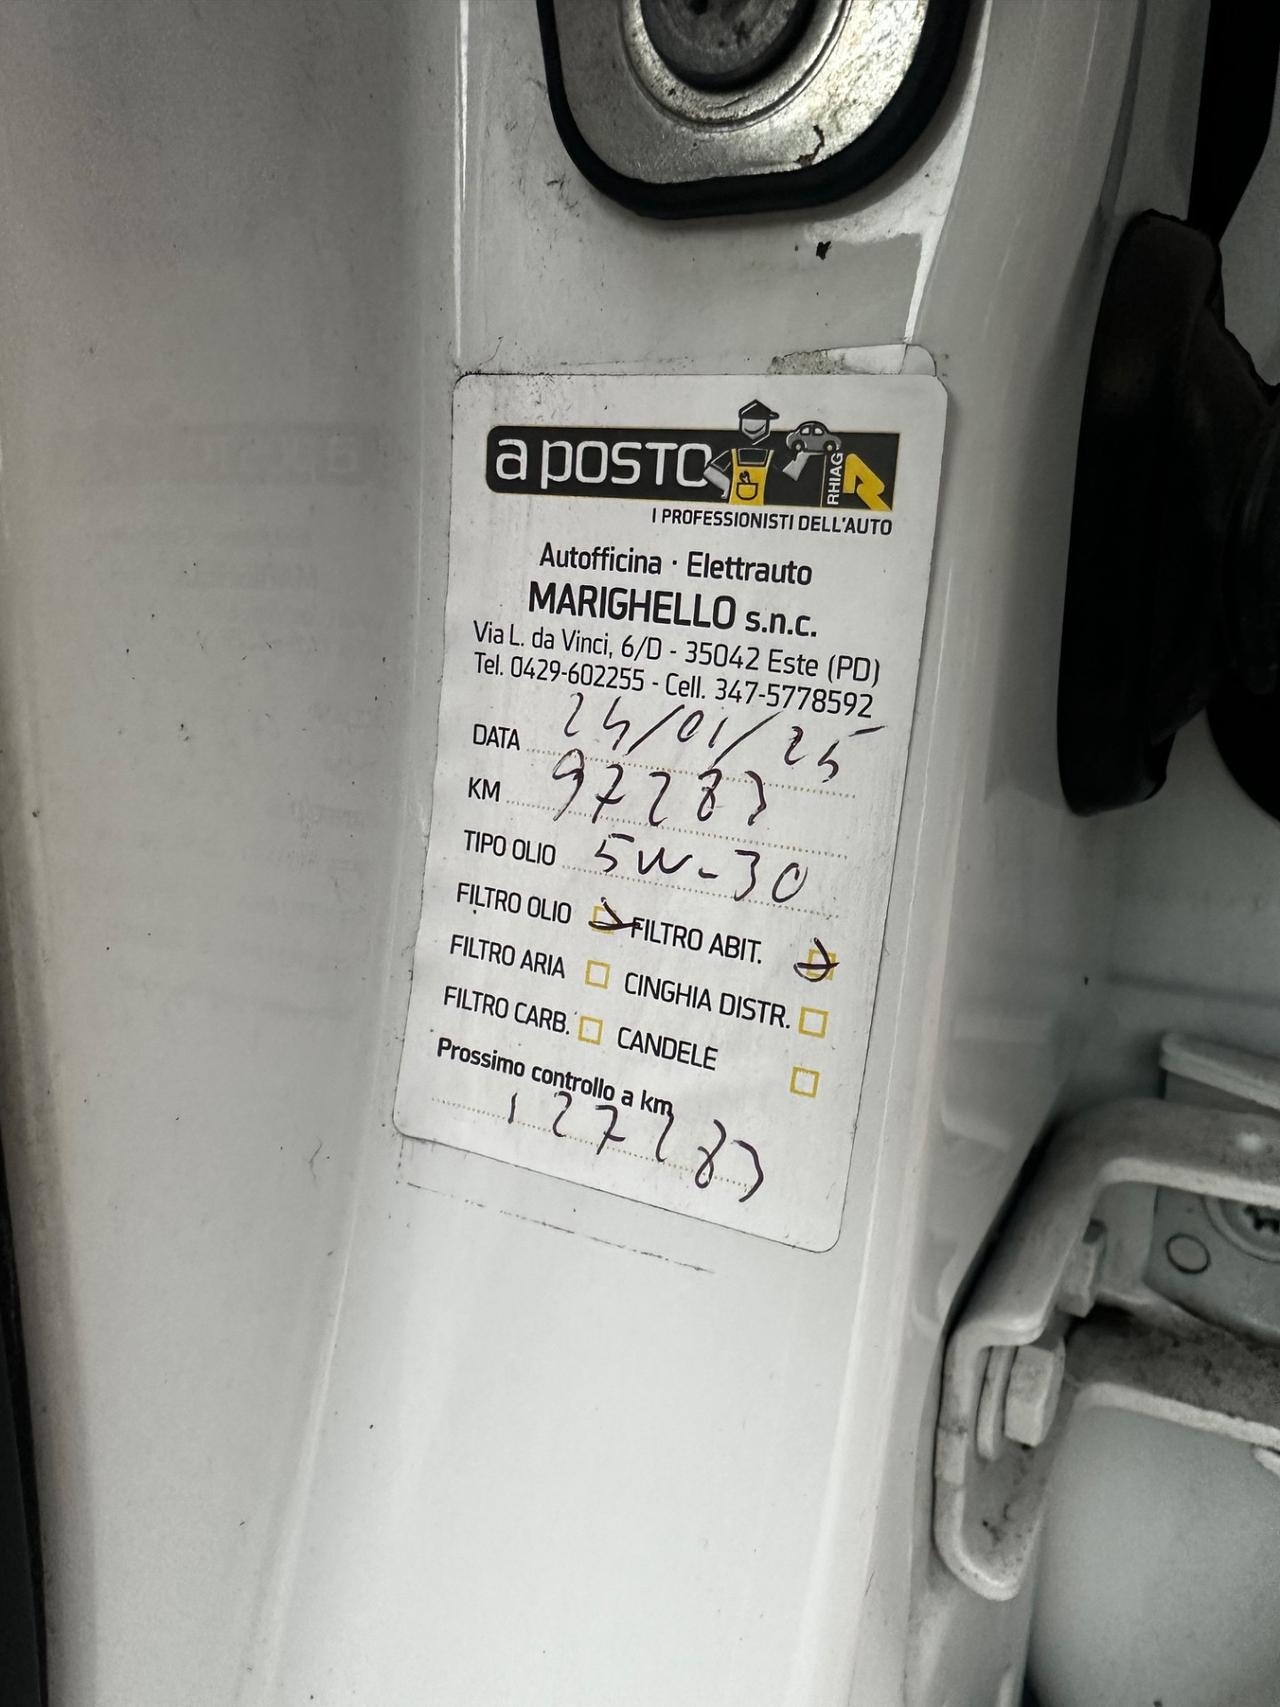 a posto
RHIAG
I PROFESSIONISTI DELL'AUTO
Autofficina · Elettrauto
MARIGHELLO s.n.c.
Via L. da Vinci, 6/D - 35042 Este (PD)
Tel. 0429-602255 - Cell. 347-5778592
DATA 24/01/25
KM 97283
TIPO OLIO 5W-30
FILTRO OLIO FILTRO ABIT.
FILTRO ARIA CINGHIA DISTR.
FILTRO CARB. CANDELE
Prossimo controllo a km
127283